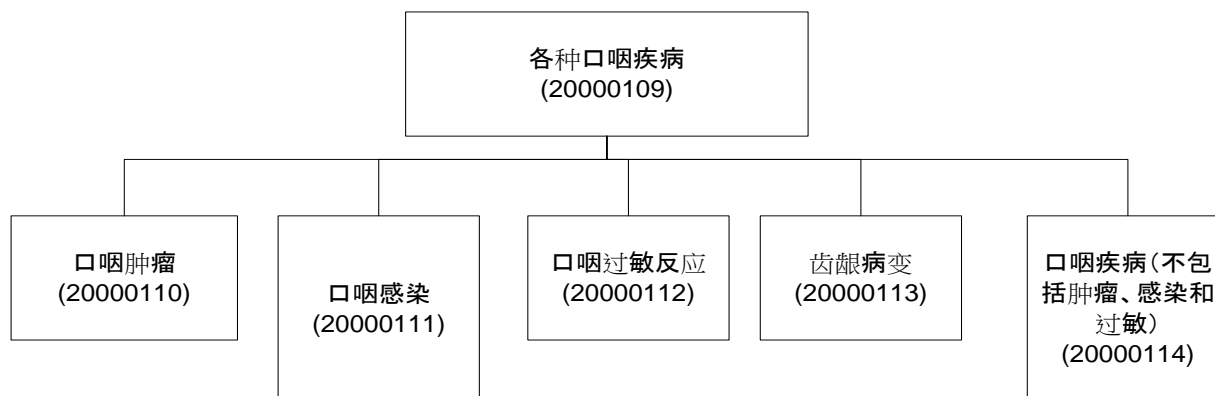 各种口咽疾病
(20000109)
口咽肿瘤
(20000110)
口咽感染
(20000111)
口咽过敏反应
(20000112)
齿龈病变
(20000113)
口咽疾病（不包
括肿瘤、感染和
过敏）
(20000114)